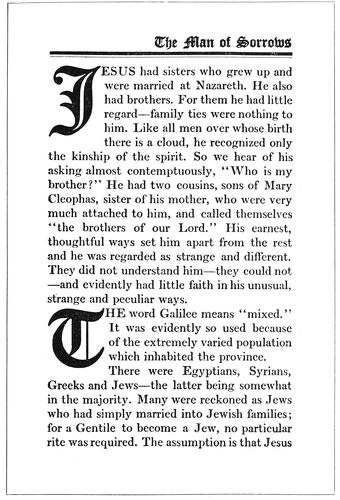 The Man of Sorrows
JESUS had sisters who grew up and
were married at Nazareth. He also
had brothers. For them he had little
regard—family ties were nothing to
him. Like all men over whose birth
there is a cloud, he recognized only
the kinship of the spirit. So we hear of his
asking almost contemptuously, "Who is my
brother?" He had two cousins, sons of Mary
Cleophas, sister of his mother, who were very
much attached to him, and called themselves
"the brothers of our Lord." His earnest,
thoughtful ways set him apart from the rest
and he was regarded as strange and different.
They did not understand him—they could not
—and evidently had little faith in his unusual,
strange and peculiar ways.
THE word Galilee means "mixed."
It was evidently so used because
of the extremely varied population
which inhabited the province.
There were Egyptians, Syrians,
Greeks and Jews—the latter being somewhat
in the majority. Many were reckoned as Jews
who had simply married into Jewish families;
for a Gentile to become a Jew, no particular
rite was required. The assumption is that Jesus